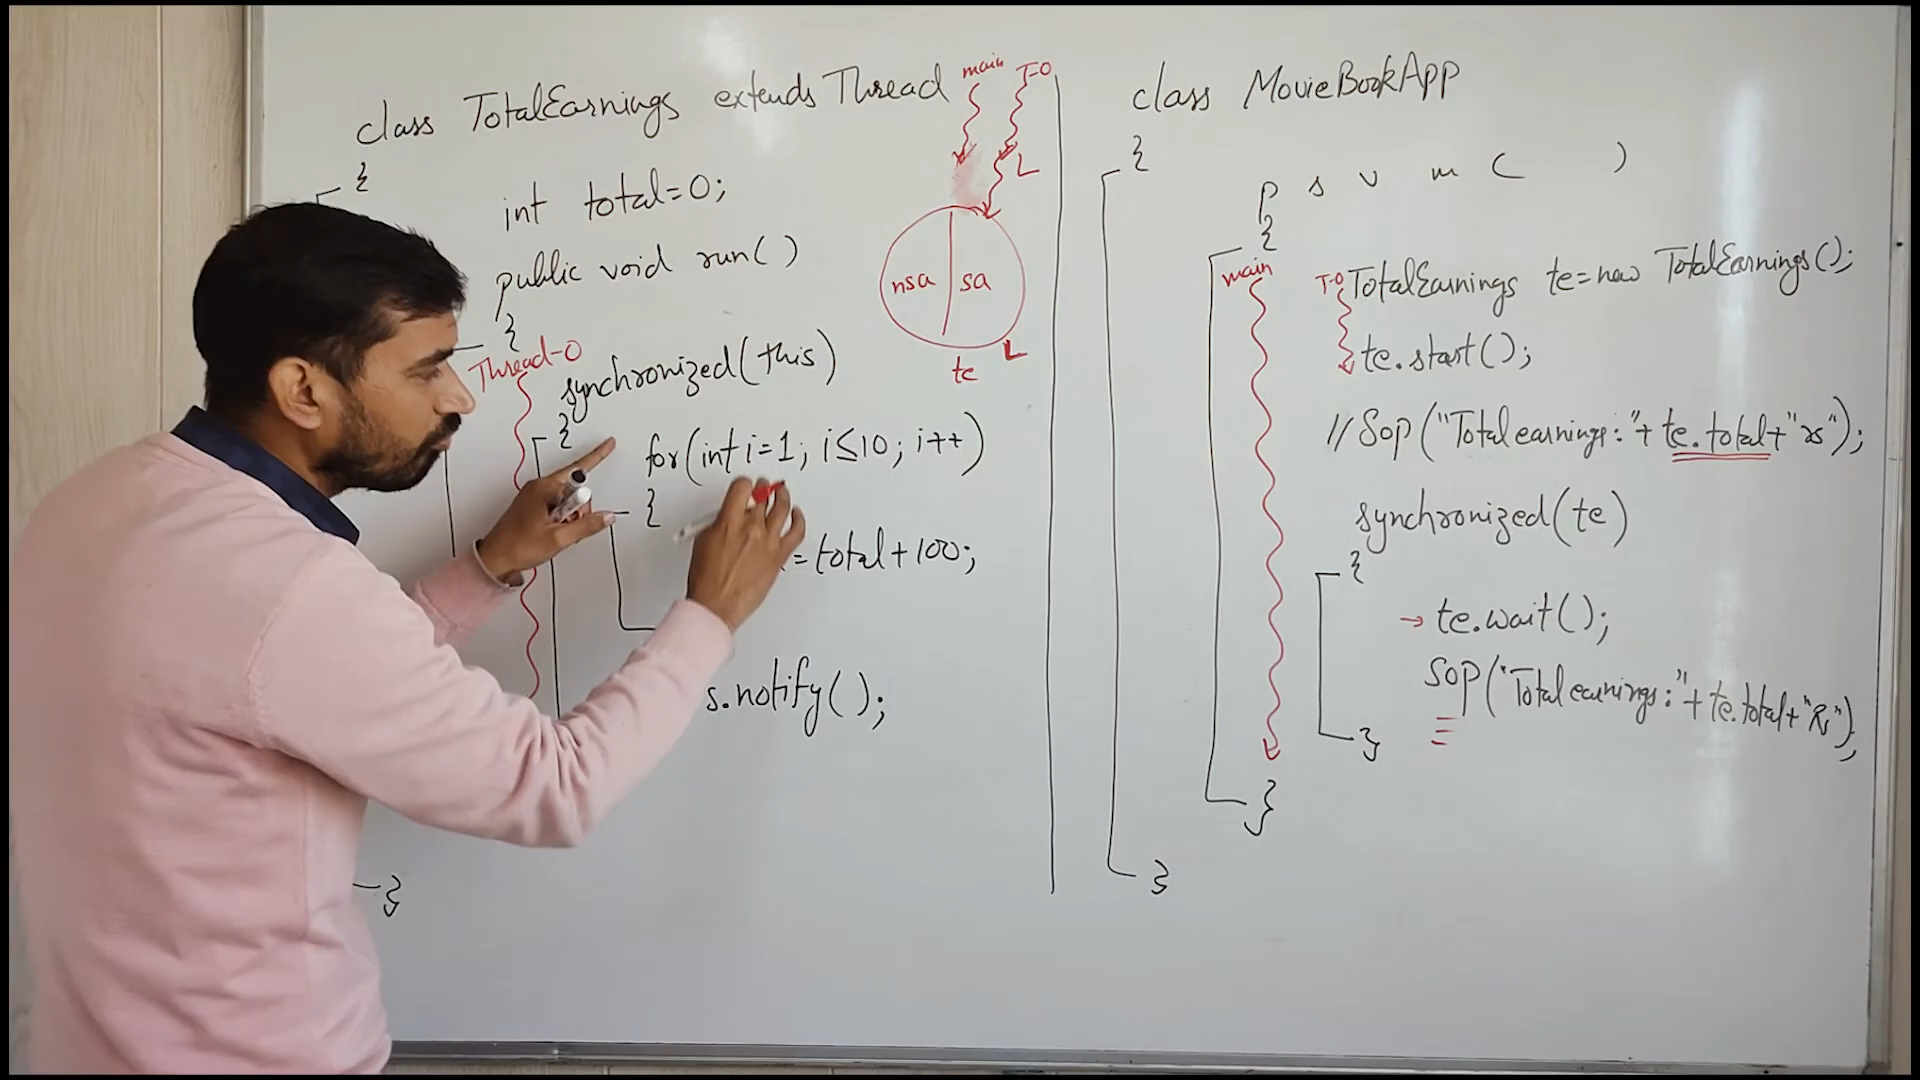 class TotalEarnings extends Thread
{
int total=0;
public void run()
{
Thread-0
synchronized(this)
{
for(int i=1; i≤10; i++)
{
=total+100;
s.notify();
}
main T-0
L
nsa sa
L
te
class MovieBookApp
{
p s v m ( )
{
main
T-0 TotalEarnings te=new TotalEarnings();
te.start();
//Sop("Total earnings:"+te.total+"rs");
synchronized(te)
{
→ te.wait();
SOP("Total earnings:"+te.total+"Rs");
}
}
}